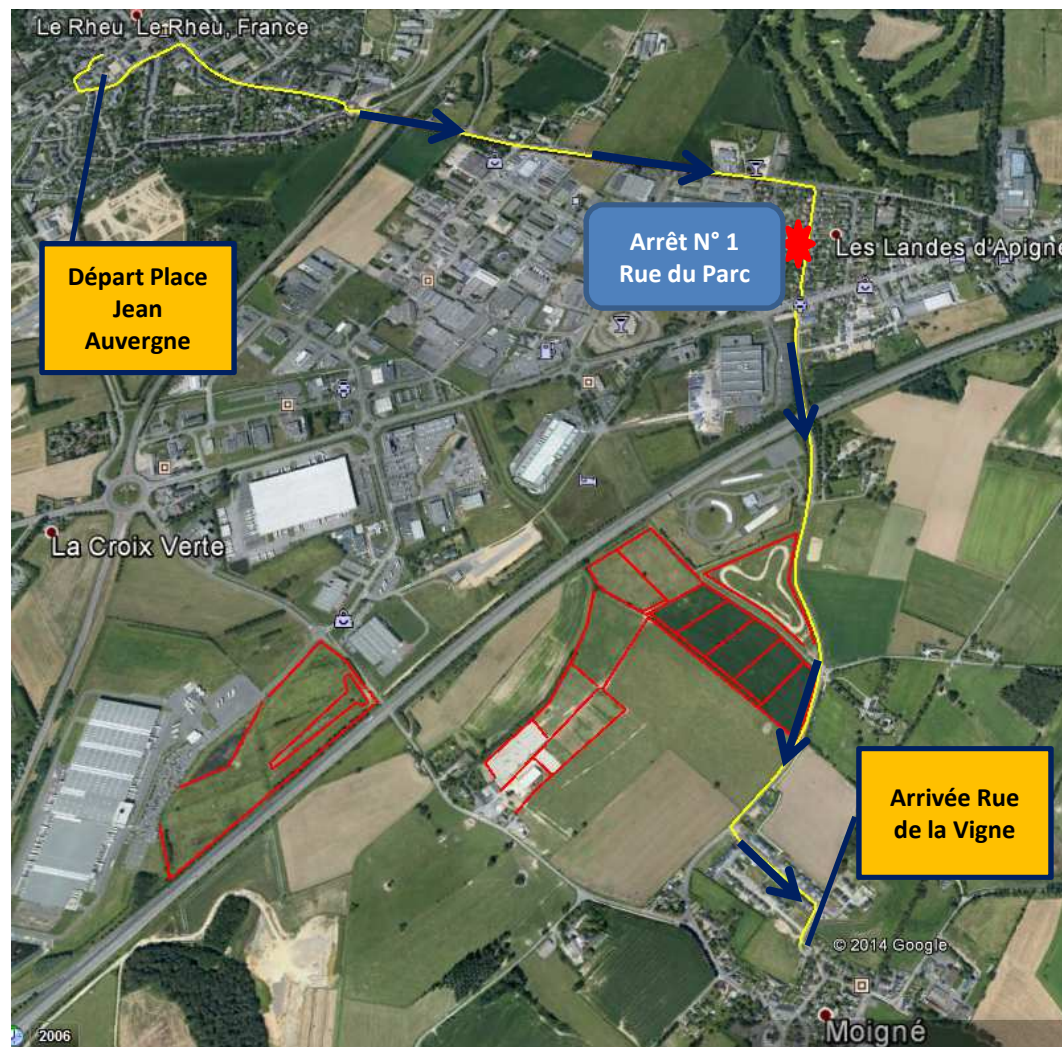 Le Rheu Le Rheu, France
Départ Place
Jean
Auvergne
Arrêt N° 1
Rue du Parc
Les Landes d'Apigné
La Croix Verte
Arrivée Rue
de la Vigne
© 2014 Google
2006
Moigné